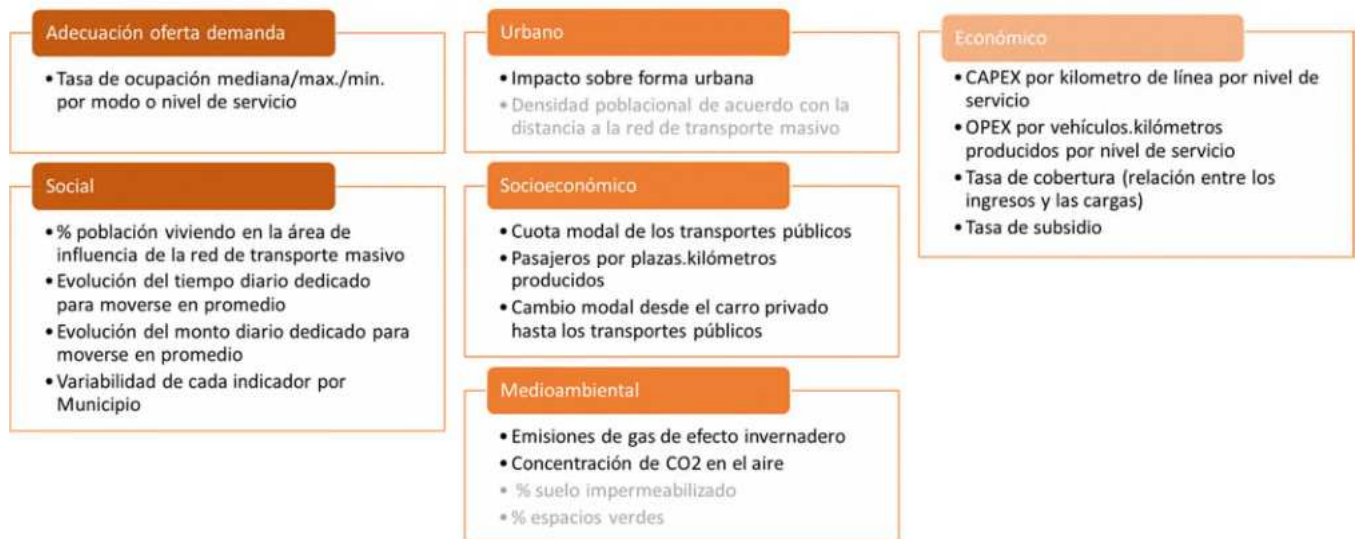 Adecuación oferta demanda
• Tasa de ocupación mediana/max./min.
por modo o nivel de servicio
Social
• % población viviendo en la área de
influencia de la red de transporte masivo
• Evolución del tiempo diario dedicado
para moverse en promedio
• Evolución del monto diario dedicado para
moverse en promedio
• Variabilidad de cada indicador por
Municipio
Urbano
• Impacto sobre forma urbana
• Densidad poblacional de acuerdo con la
distancia a la red de transporte masivo
Socioeconómico
• Cuota modal de los transportes públicos
• Pasajeros por plazas.kilómetros
producidos
• Cambio modal desde el carro privado
hasta los transportes públicos
Medioambiental
• Emisiones de gas de efecto invernadero
• Concentración de CO2 en el aire
• % suelo impermeabilizado
• % espacios verdes
Económico
• CAPEX por kilometro de línea por nivel de
servicio
• OPEX por vehículos.kilómetros
producidos por nivel de servicio
• Tasa de cobertura (relación entre los
ingresos y las cargas)
• Tasa de subsidio